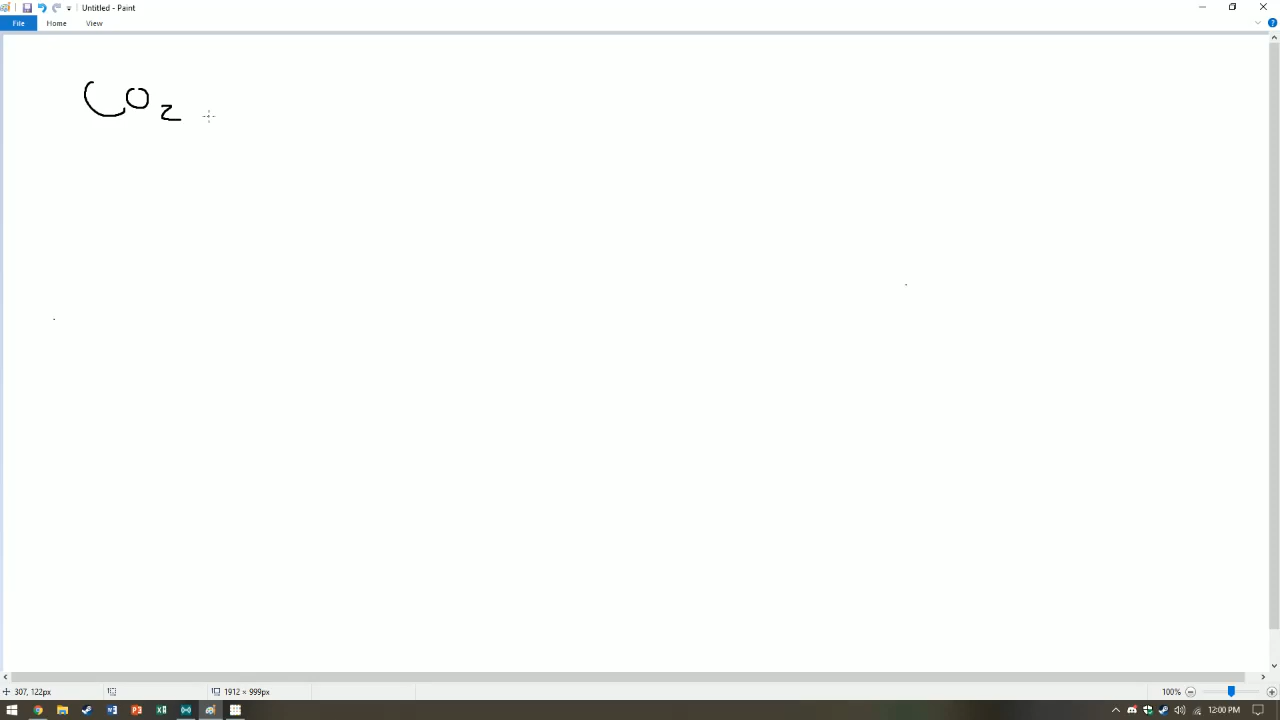 Untitled - Paint
File Home View
CO2
307, 122px 1912 × 999px 100%
12:00 PM